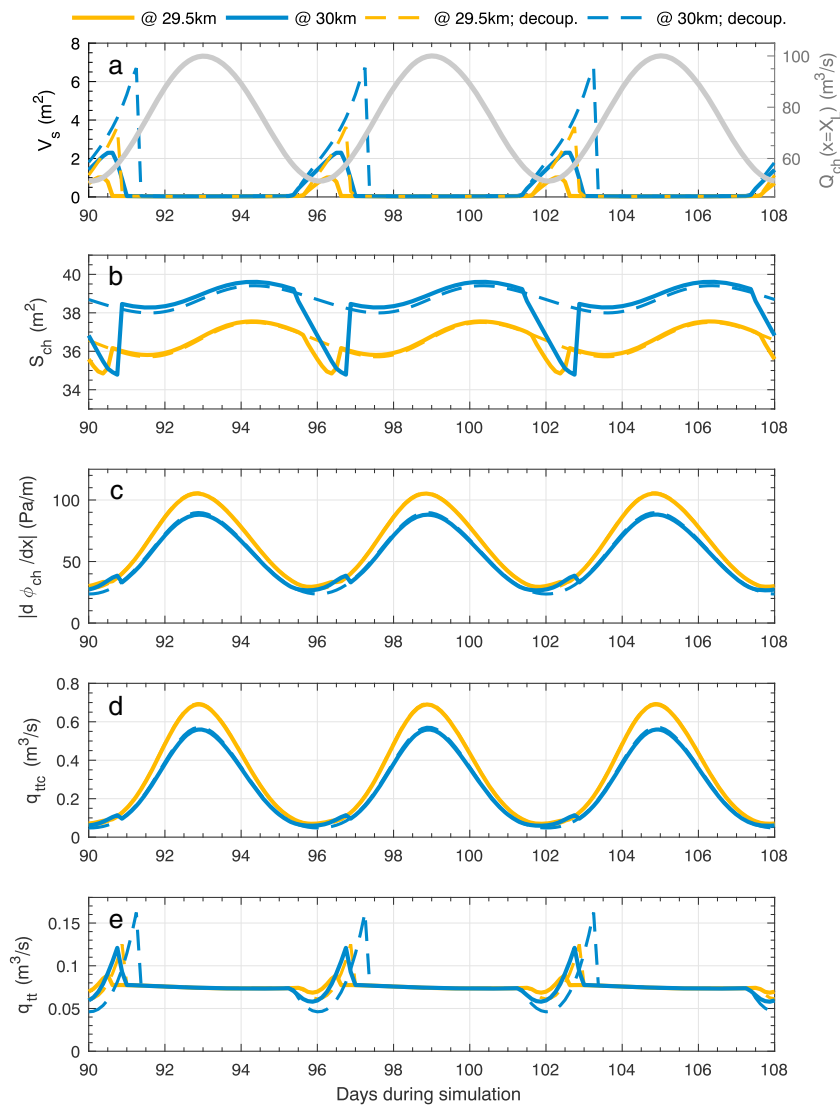 @ 29.5km @ 30km @ 29.5km; decoup. @ 30km; decoup.
a
V_s (m^2)
8
6
4
2
0
100
80
60
Q_ch(x=X_L) (m^3/s)
90 92 94 96 98 100 102 104 106 108
b
S_ch (m^2)
40
38
36
34
90 92 94 96 98 100 102 104 106 108
c
|d ϕ_ch /dx| (Pa/m)
100
50
0
90 92 94 96 98 100 102 104 106 108
d
q_ttc (m^3/s)
0.8
0.6
0.4
0.2
0
90 92 94 96 98 100 102 104 106 108
e
q_tt (m^3/s)
0.15
0.1
0.05
0
90 92 94 96 98 100 102 104 106 108
Days during simulation